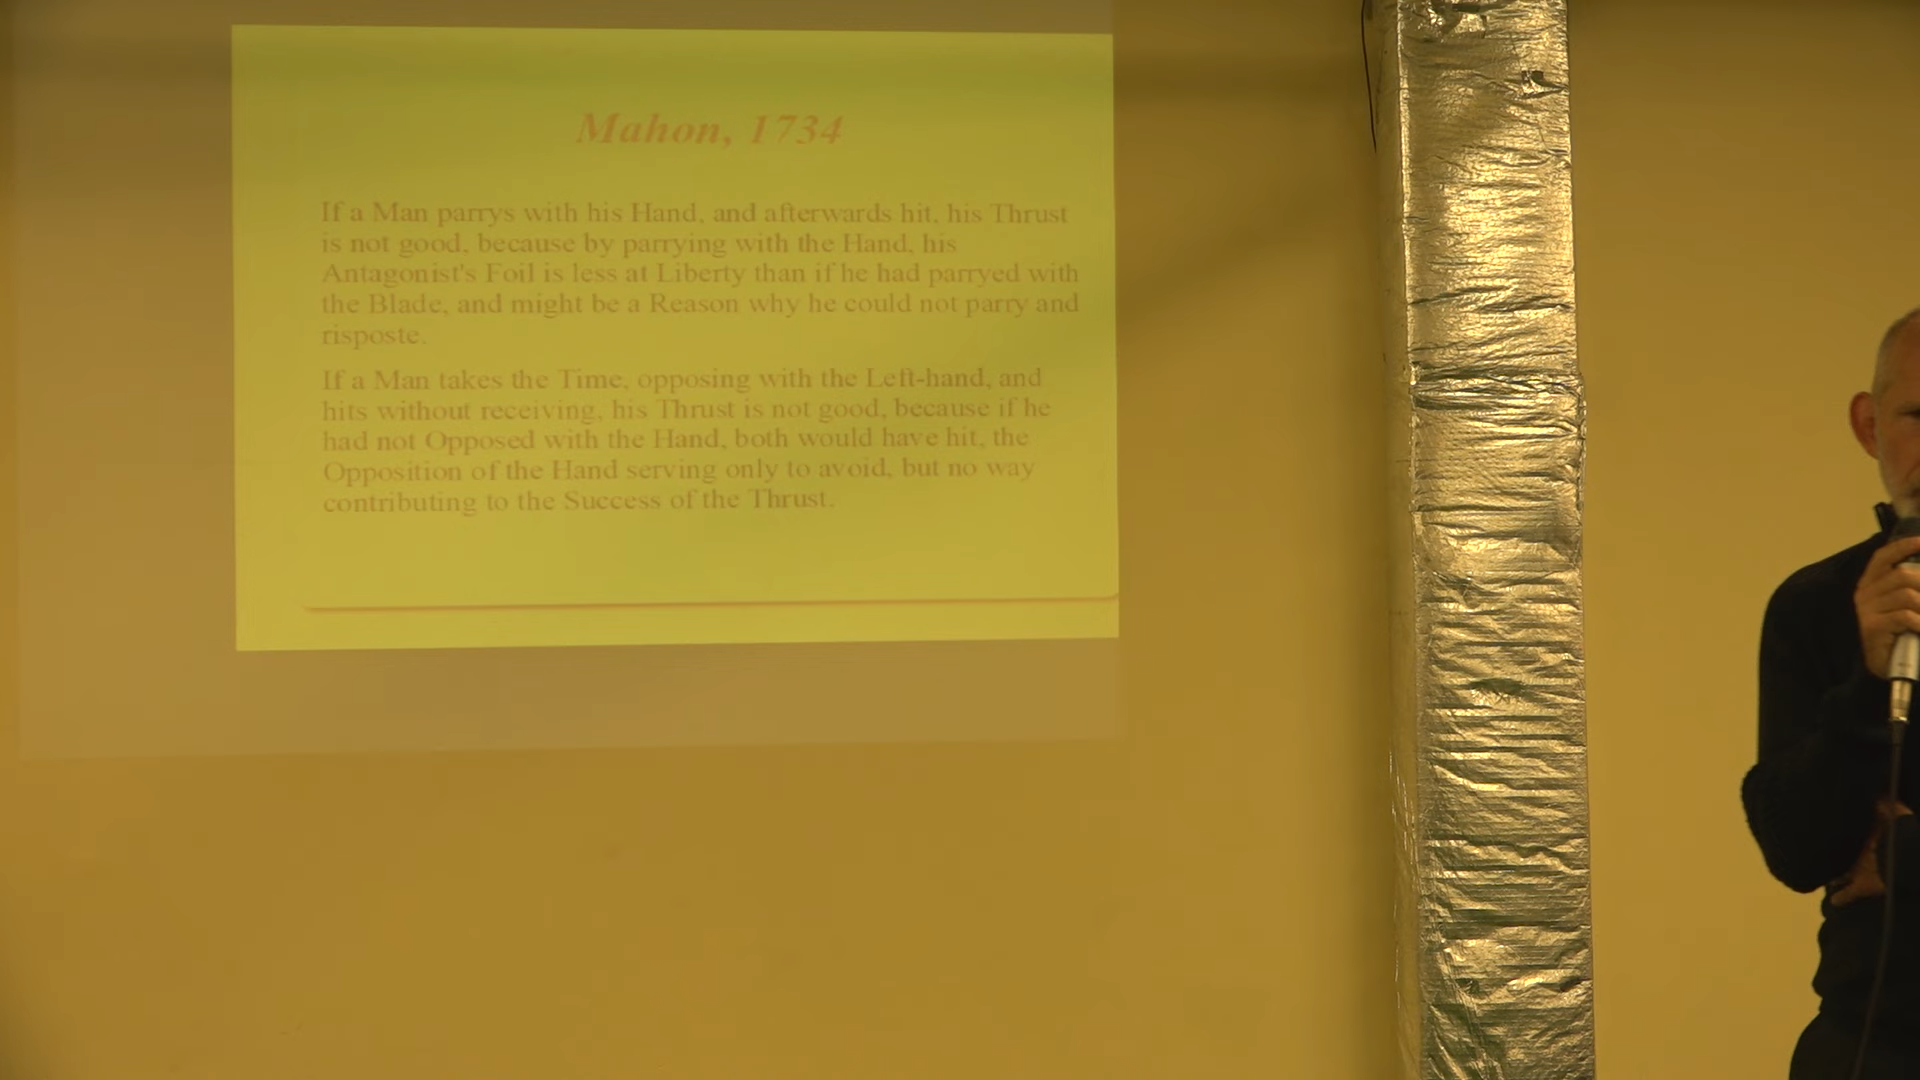 Mahon, 1734
If a Man parrys with his Hand, and afterwards hit, his Thrust
is not good, because by parrying with the Hand, his
Antagonist's Foil is less at Liberty than if he had parryed with
the Blade, and might be a Reason why he could not parry and
risposte.
If a Man takes the Time, opposing with the Left-hand, and
hits without receiving, his Thrust is not good, because if he
had not Opposed with the Hand, both would have hit, the
Opposition of the Hand serving only to avoid, but no way
contributing to the Success of the Thrust.